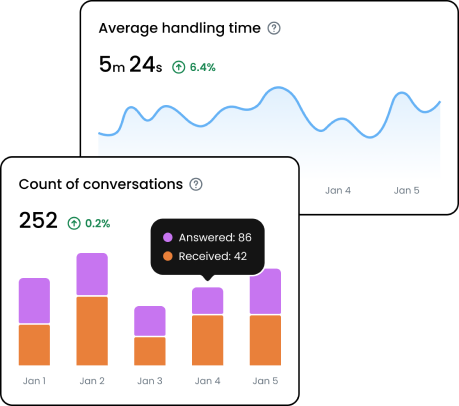 Average handling time
5m 24s 6.4%
Jan 4 Jan 5
Count of conversations
252 0.2%
Answered: 86
Received: 42
Jan 1 Jan 2 Jan 3 Jan 4 Jan 5